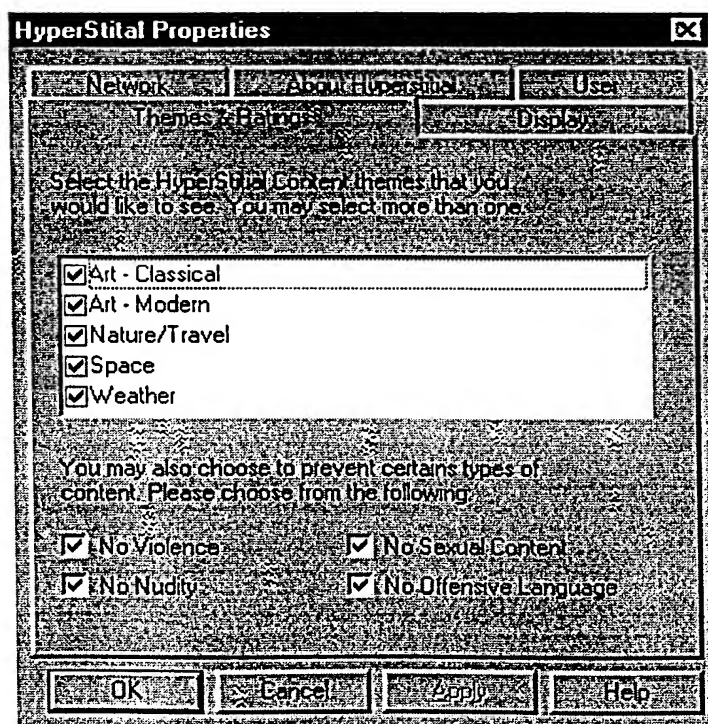 HyperStital Properties
Network About Hyperstitial User
Themes & Ratings Display
Select the HyperStitial Content themes that you
would like to see. You may select more than one.
Art - Classical
Art - Modern
Nature/Travel
Space
Weather
You may also choose to prevent certains types of
content. Please choose from the following:
No Violence No Sexual Content
No Nudity No Offensive Language
OK Cancel Apply Help